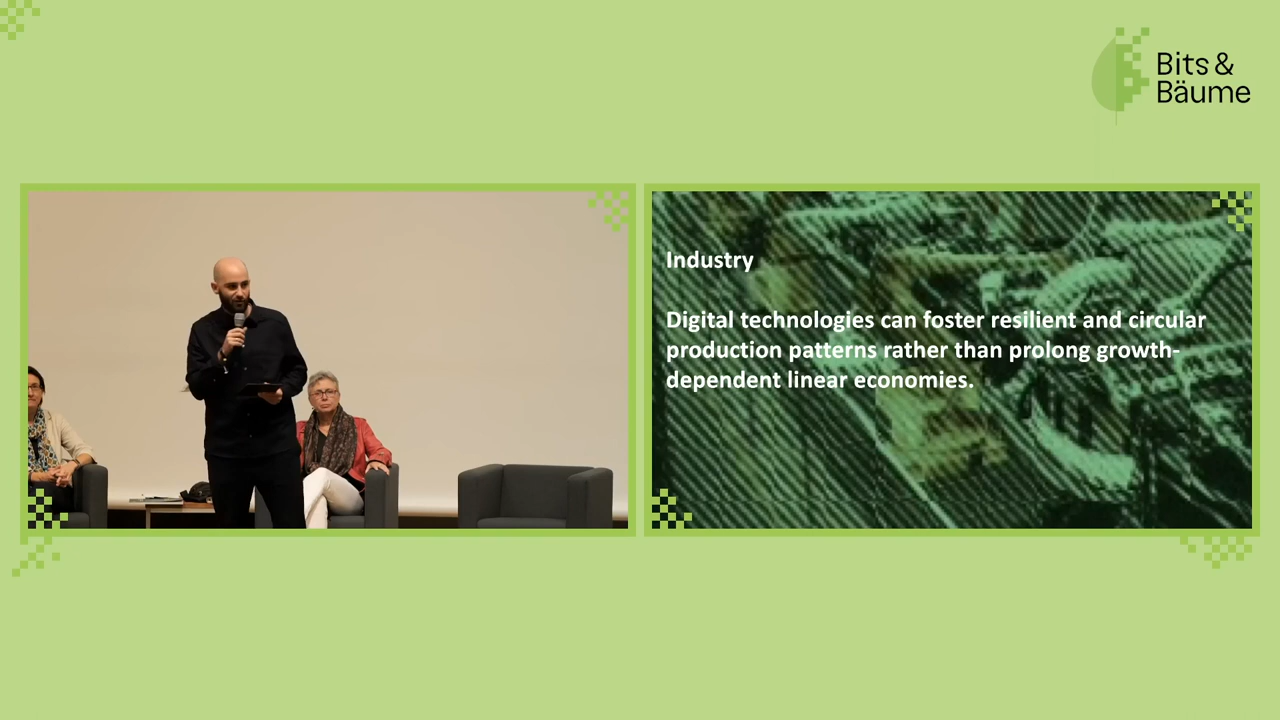 Bits &
Bäume
Industry
Digital technologies can foster resilient and circular
production patterns rather than prolong growth-
dependent linear economies.